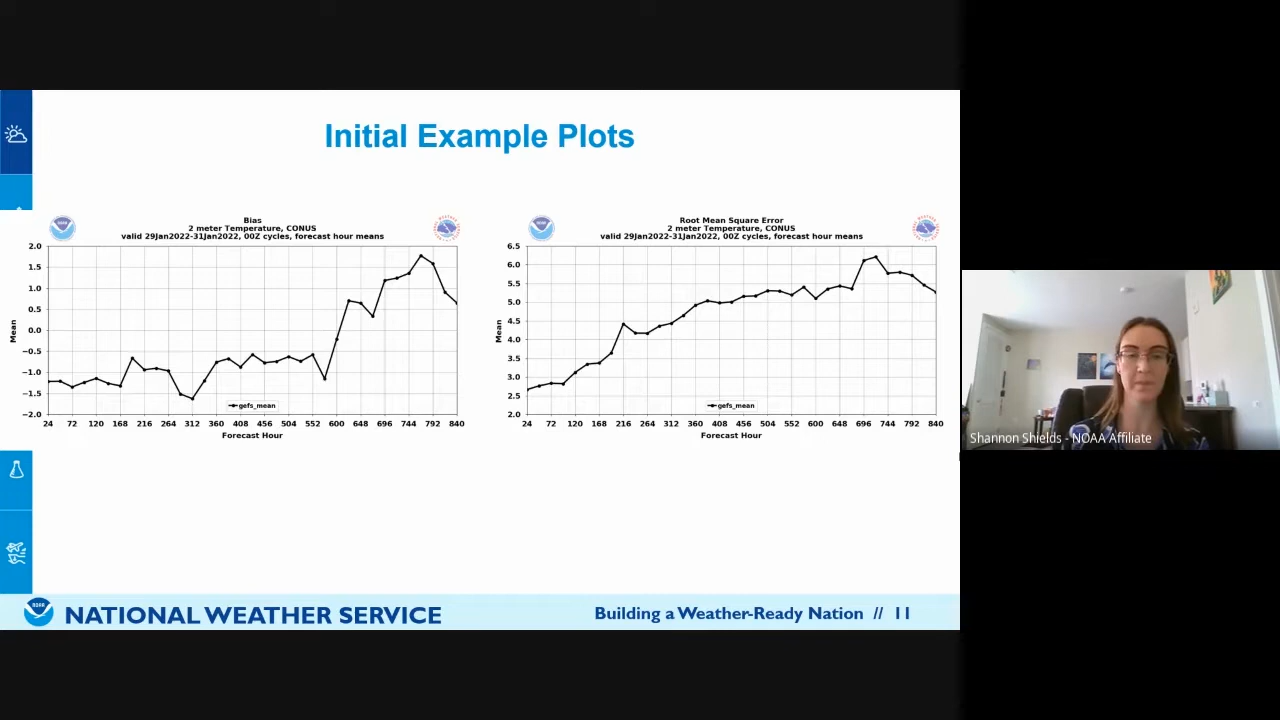 Initial Example Plots
Bias
2 meter Temperature, CONUS
valid 29Jan2022-31Jan2022, 00Z cycles, forecast hour means
2.0
1.5
1.0
0.5
0.0
−0.5
−1.0
−1.5
−2.0
Mean
gefs_mean
24 72 120 168 216 264 312 360 408 456 504 552 600 648 696 744 792 840
Forecast Hour
Root Mean Square Error
2 meter Temperature, CONUS
valid 29Jan2022-31Jan2022, 00Z cycles, forecast hour means
6.5
6.0
5.5
5.0
4.5
4.0
3.5
3.0
2.5
2.0
Mean
gefs_mean
24 72 120 168 216 264 312 360 408 456 504 552 600 648 696 744 792 840
Forecast Hour
Shannon Shields - NOAA Affiliate
NATIONAL WEATHER SERVICE
Building a Weather-Ready Nation // 11